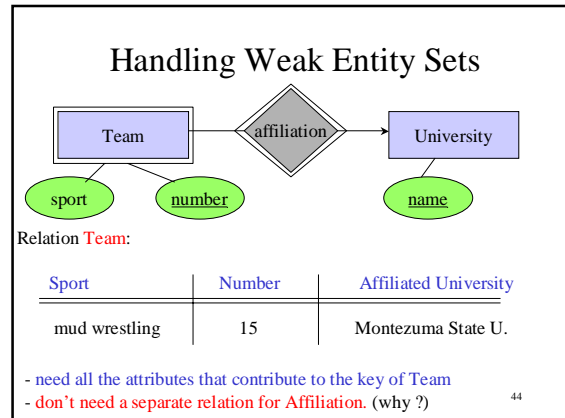 Handling Weak Entity Sets
Team
affiliation
University
sport
number
name
Relation Team:
Sport Number Affiliated University
mud wrestling 15 Montezuma State U.
- need all the attributes that contribute to the key of Team
- don't need a separate relation for Affiliation. (why ?)
44